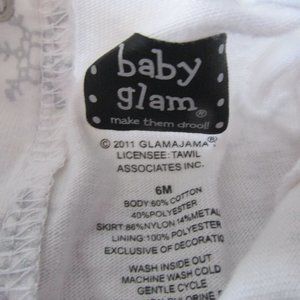 baby
glam®
make them drool!
© 2011 GLAMAJAMA®
LICENSEE: TAWIL
ASSOCIATES INC.
6M
BODY:60% COTTON
40%POLYESTER
SKIRT:86%NYLON 14%METAL
LINING:100% POLYESTER
EXCLUSIVE OF DECORATIO
WASH INSIDE OUT
MACHINE WASH COLD
GENTLE CYCLE